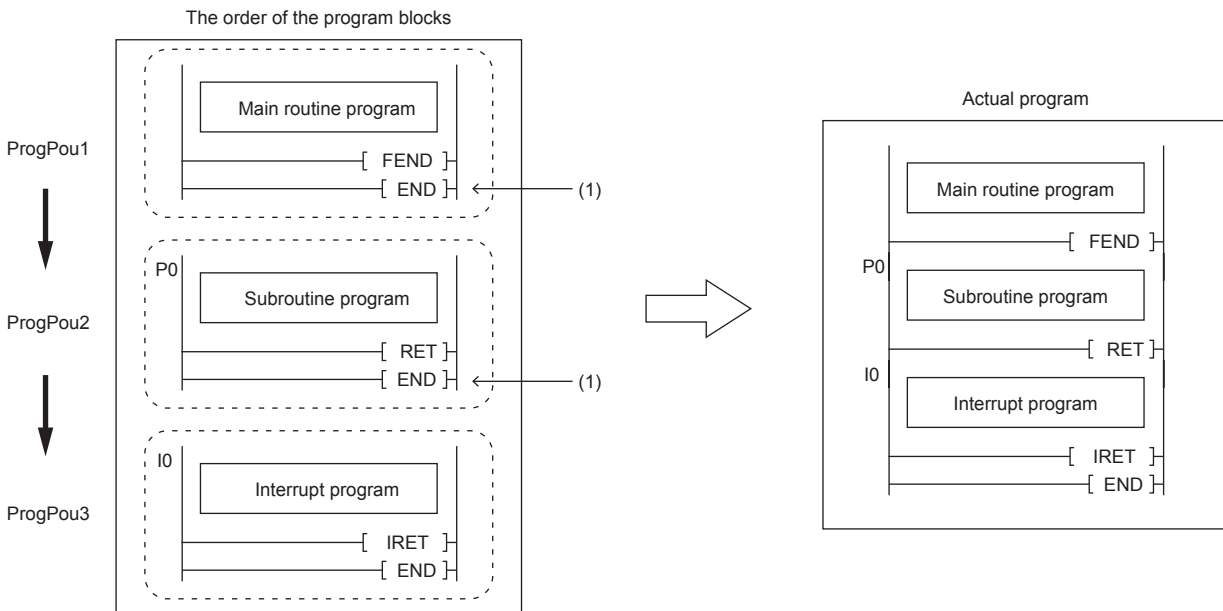 The order of the program blocks
ProgPou1
Main routine program
FEND
END
(1)
ProgPou2
P0
Subroutine program
RET
END
(1)
ProgPou3
I0
Interrupt program
IRET
END
Actual program
Main routine program
FEND
P0
Subroutine program
RET
I0
Interrupt program
IRET
END